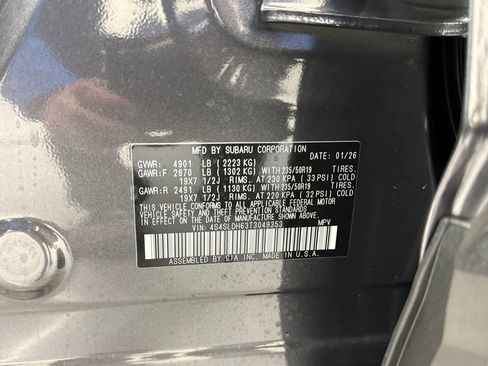 MFD BY SUBARU CORPORATION DATE: 01/26
GVWR: 4901 LB (2223 KG)
GAWR:F 2870 LB (1302 KG) WITH 235/50R19 TIRES.
19X7 1/2J RIMS. AT 230 KPA (33 PSI) COLD
GAWR:R 2491 LB (1130 KG) WITH 235/50R19 TIRES.
19X7 1/2J RIMS. AT 220 KPA (32 PSI) COLD
THIS VEHICLE CONFORMS TO ALL APPLICABLE FEDERAL MOTOR
VEHICLE SAFETY AND THEFT PREVENTION STANDARDS
IN EFFECT ON THE DATE OF MANUFACTURE SHOWN ABOVE.
VIN: 4S4SLDH63T3049353 MPV
ASSEMBLED BY SIA INC. MADE IN U.S.A.